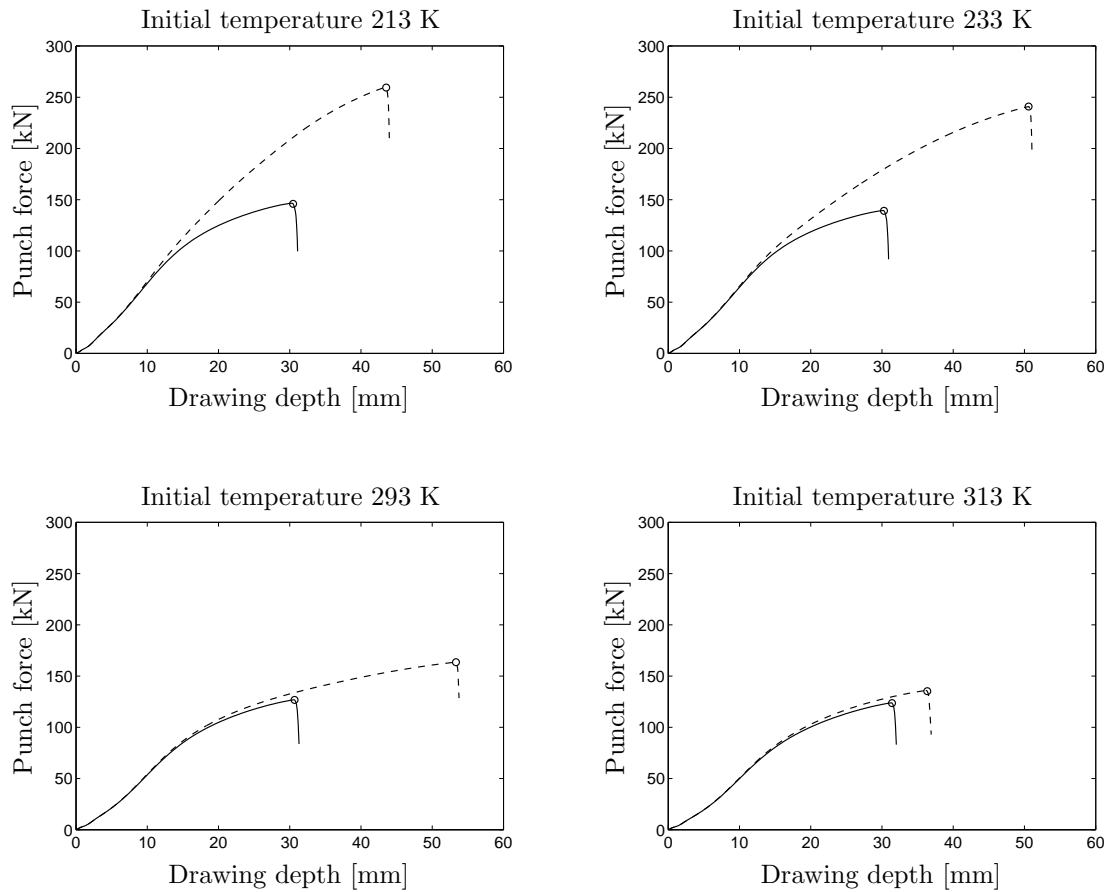 Initial temperature 213 K
300
250
200
150
100
50
0
0 10 20 30 40 50 60
Punch force [kN]
Drawing depth [mm]
Initial temperature 233 K
300
250
200
150
100
50
0
0 10 20 30 40 50 60
Punch force [kN]
Drawing depth [mm]
Initial temperature 293 K
300
250
200
150
100
50
0
0 10 20 30 40 50 60
Punch force [kN]
Drawing depth [mm]
Initial temperature 313 K
300
250
200
150
100
50
0
0 10 20 30 40 50 60
Punch force [kN]
Drawing depth [mm]